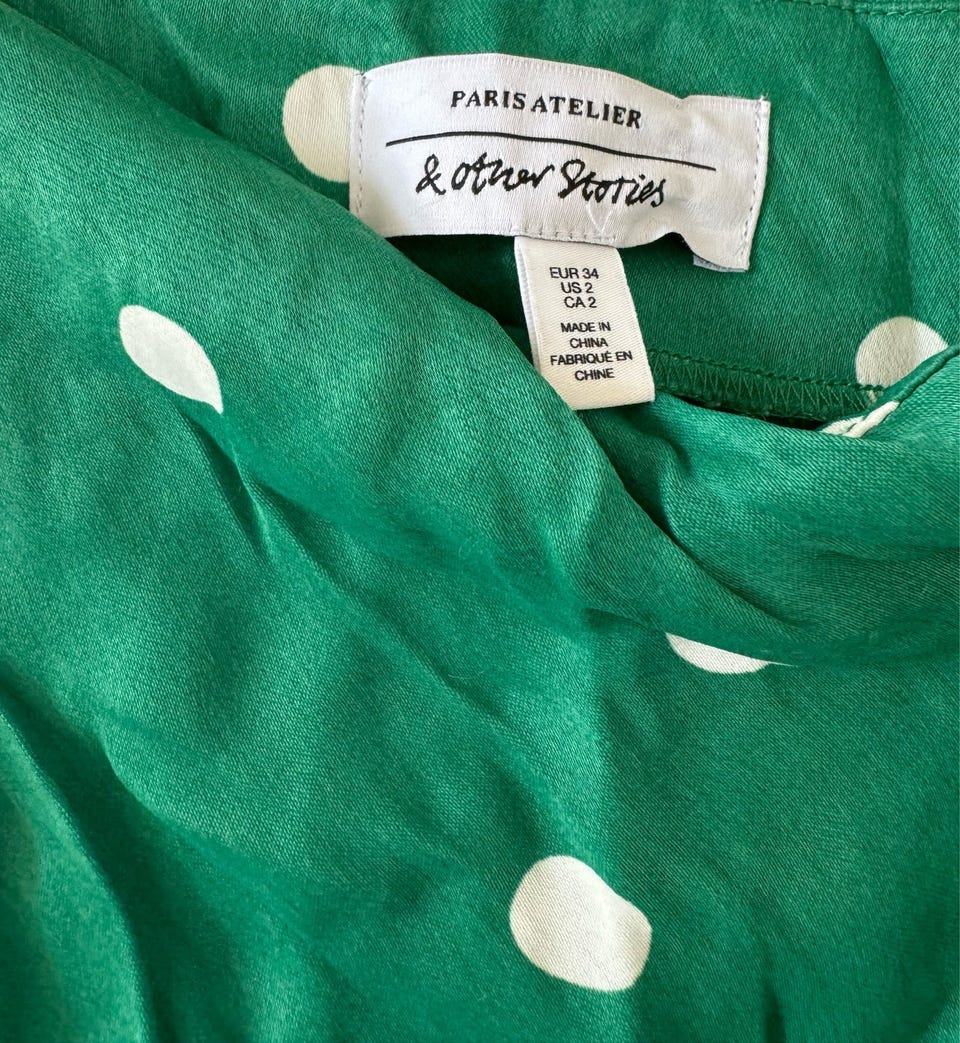 PARIS ATELIER
& other Stories
EUR 34
US 2
CA 2
MADE IN
CHINA
FABRIQUÉ EN
CHINE